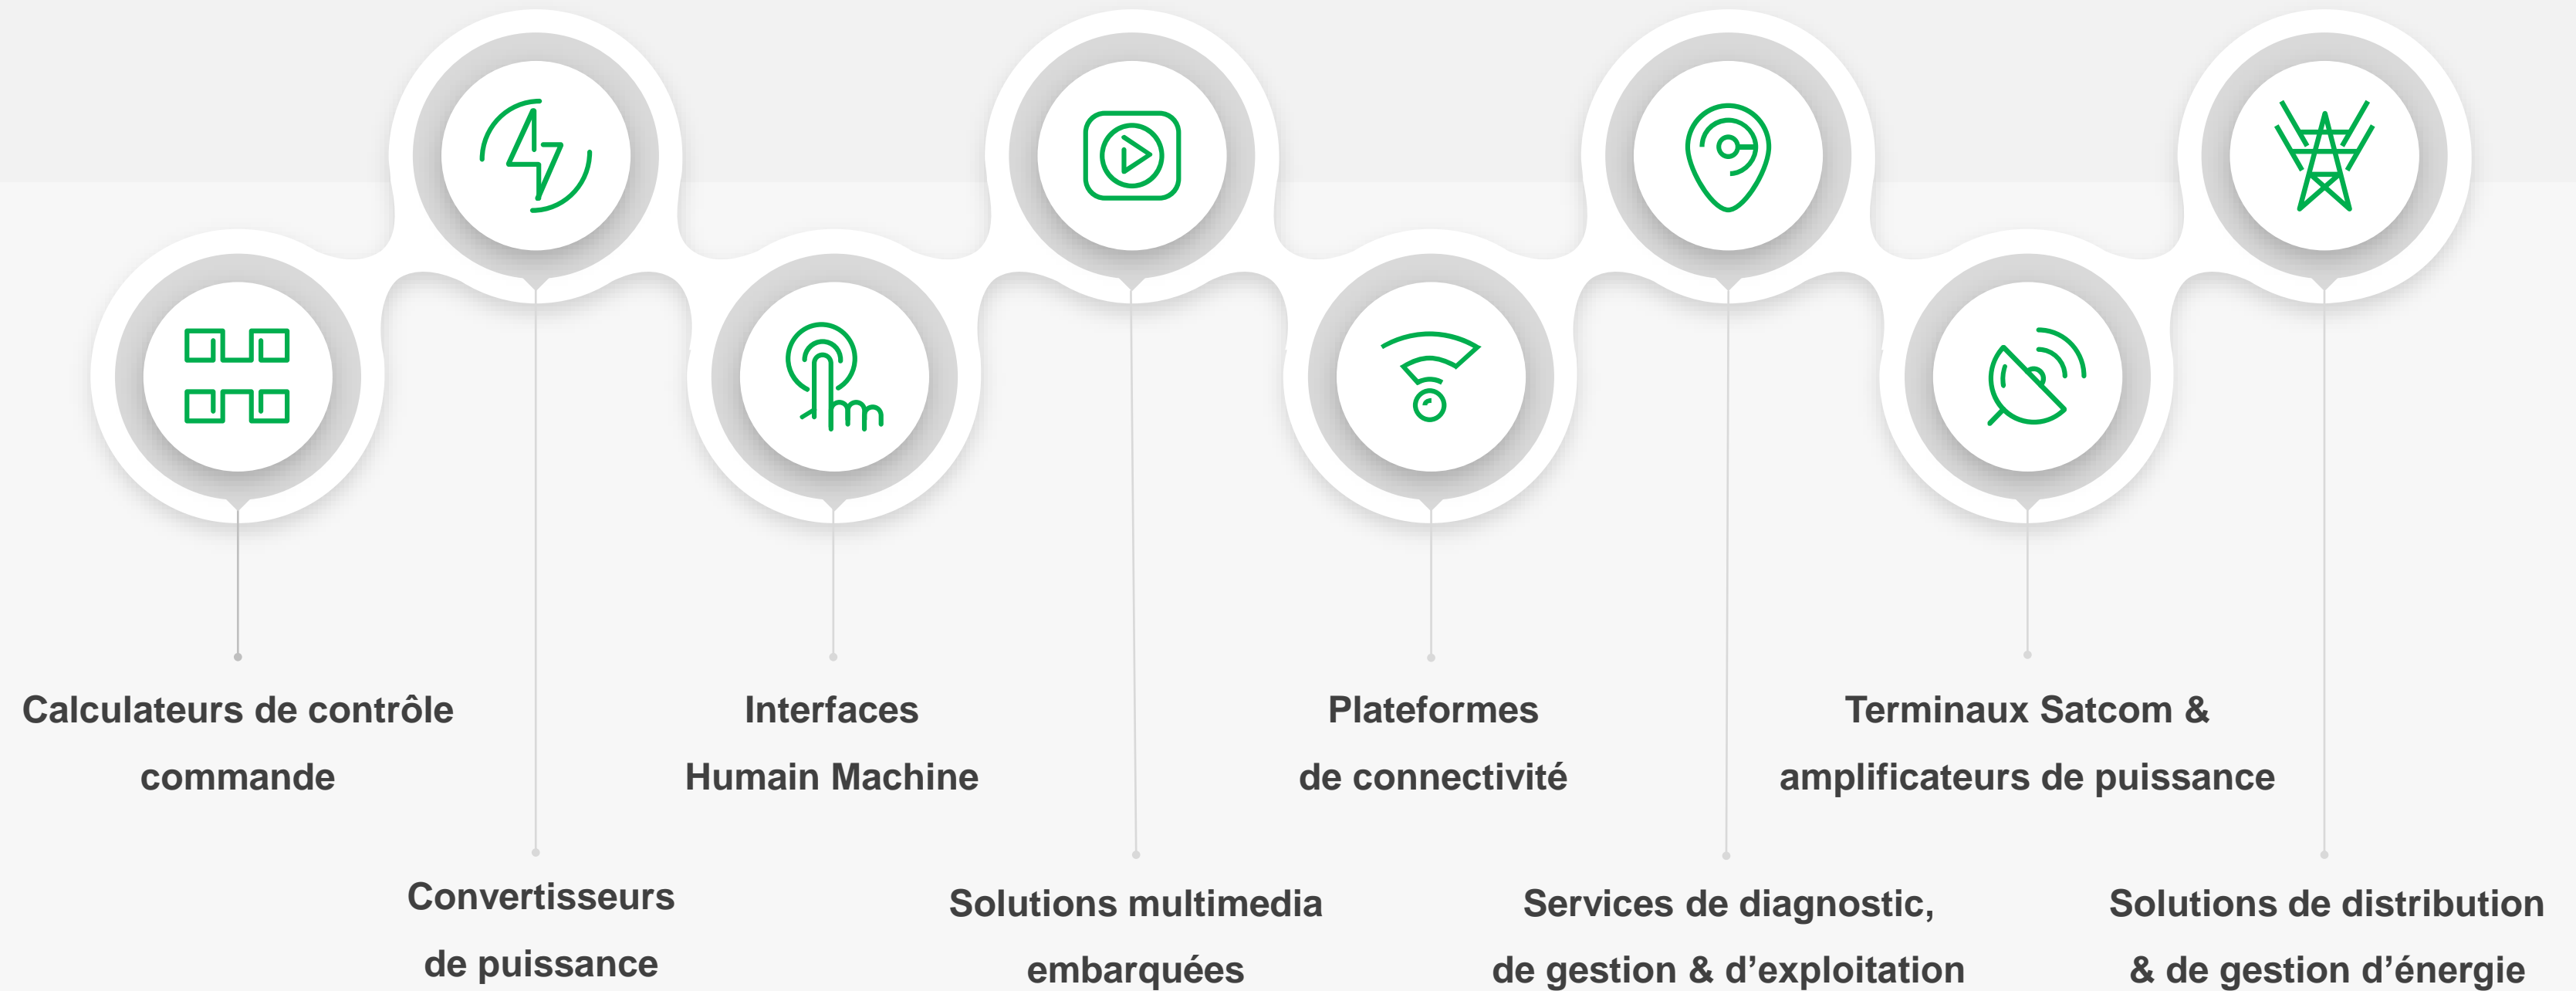 Calculateurs de contrôle
commande
Convertisseurs
de puissance
Interfaces
Humain Machine
Solutions multimedia
embarquées
Plateformes
de connectivité
Services de diagnostic,
de gestion & d’exploitation
Terminaux Satcom &
amplificateurs de puissance
Solutions de distribution
& de gestion d’énergie